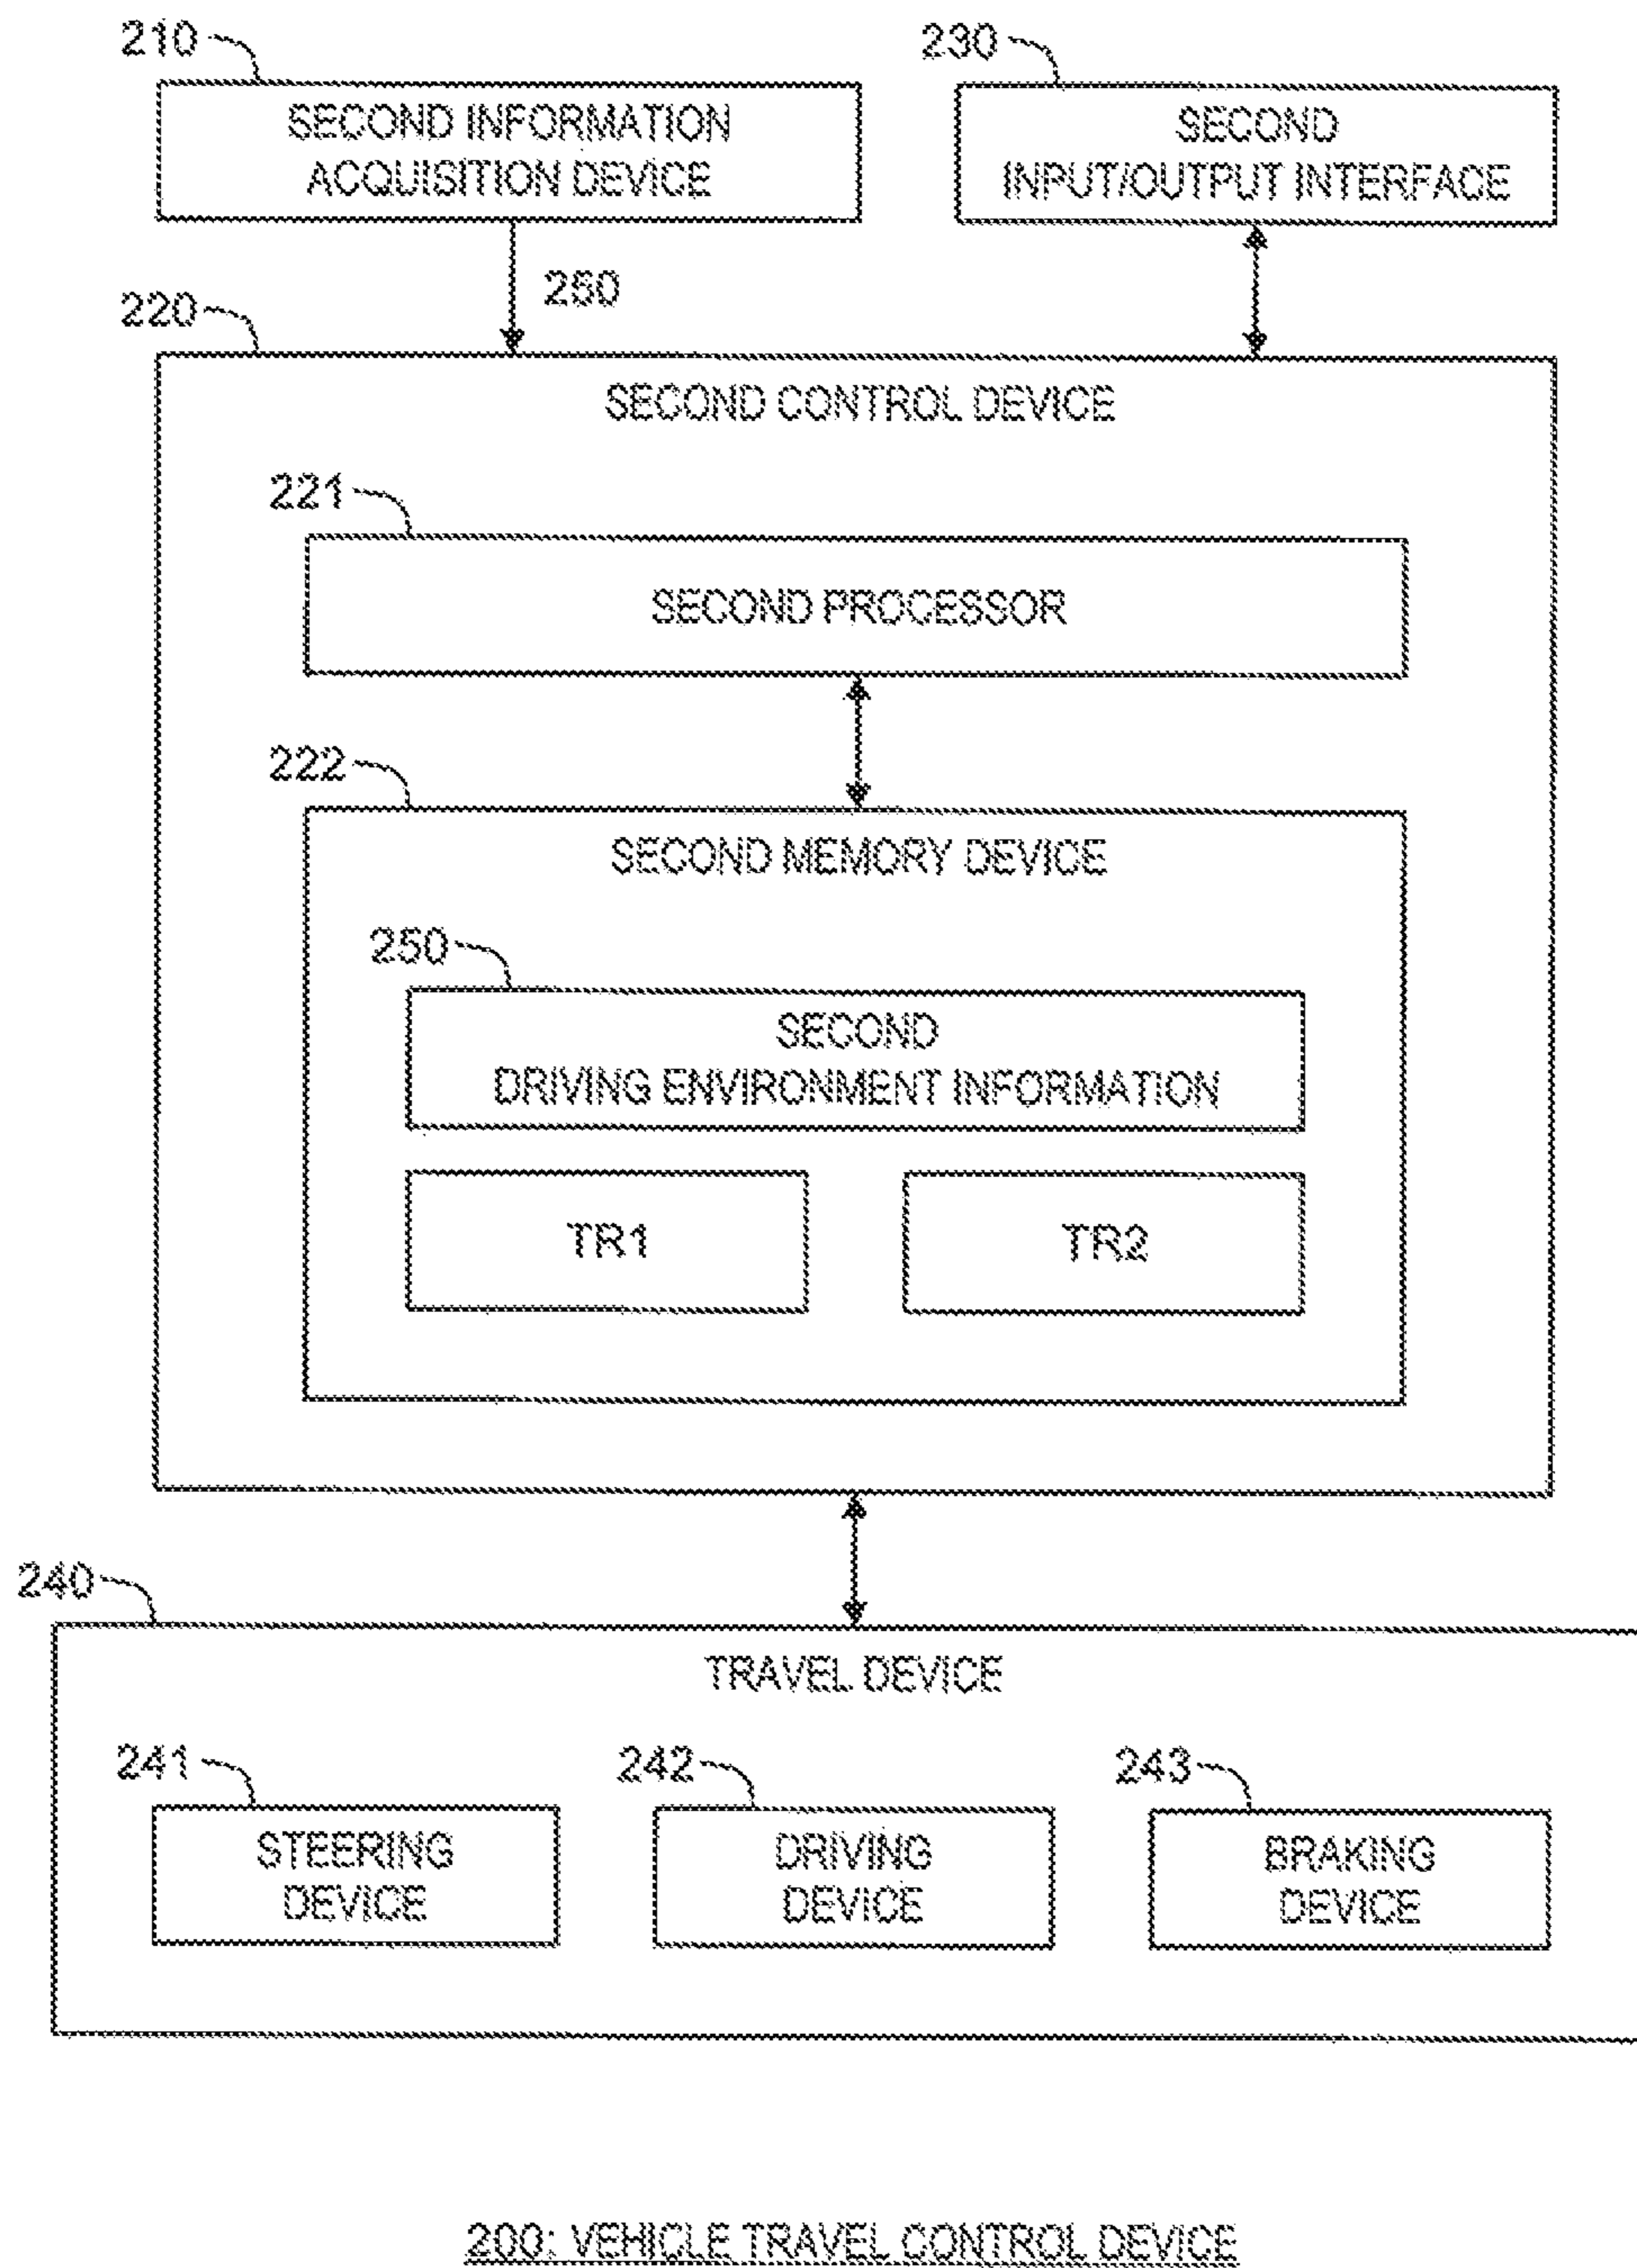 210
230
SECOND INFORMATION
ACQUISITION DEVICE
SECOND
INPUT/OUTPUT INTERFACE
250
220
SECOND CONTROL DEVICE
221
SECOND PROCESSOR
222
SECOND MEMORY DEVICE
250
SECOND
DRIVING ENVIRONMENT INFORMATION
TR1
TR2
240
TRAVEL DEVICE
241
242
243
STEERING
DEVICE
DRIVING
DEVICE
BRAKING
DEVICE
200: VEHICLE TRAVEL CONTROL DEVICE